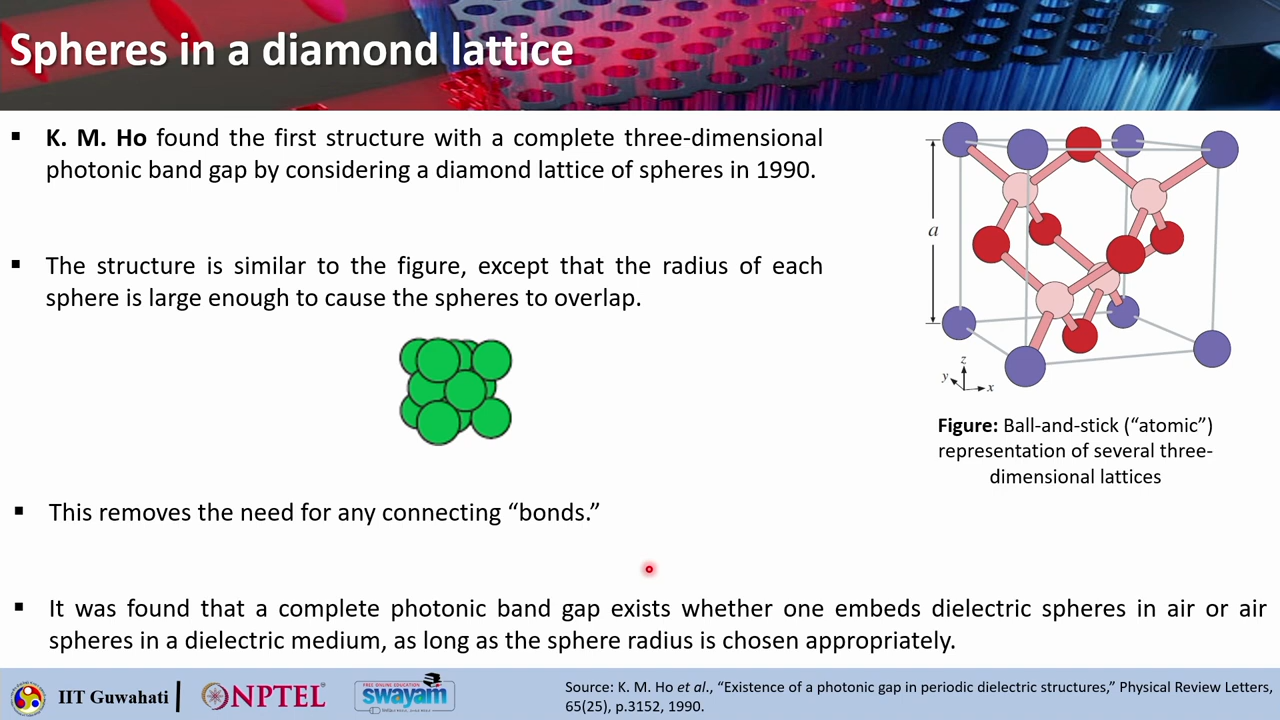 Spheres in a diamond lattice
▪ K. M. Ho found the first structure with a complete three-dimensional
photonic band gap by considering a diamond lattice of spheres in 1990.
▪ The structure is similar to the figure, except that the radius of each
sphere is large enough to cause the spheres to overlap.
▪ This removes the need for any connecting “bonds.”
▪ It was found that a complete photonic band gap exists whether one embeds dielectric spheres in air or air
spheres in a dielectric medium, as long as the sphere radius is chosen appropriately.
a
z
y
x
Figure: Ball-and-stick (“atomic”)
representation of several three-
dimensional lattices
IIT Guwahati
NPTEL
FREE ONLINE EDUCATION
swayam
Source: K. M. Ho et al., “Existence of a photonic gap in periodic dielectric structures,” Physical Review Letters,
65(25), p.3152, 1990.